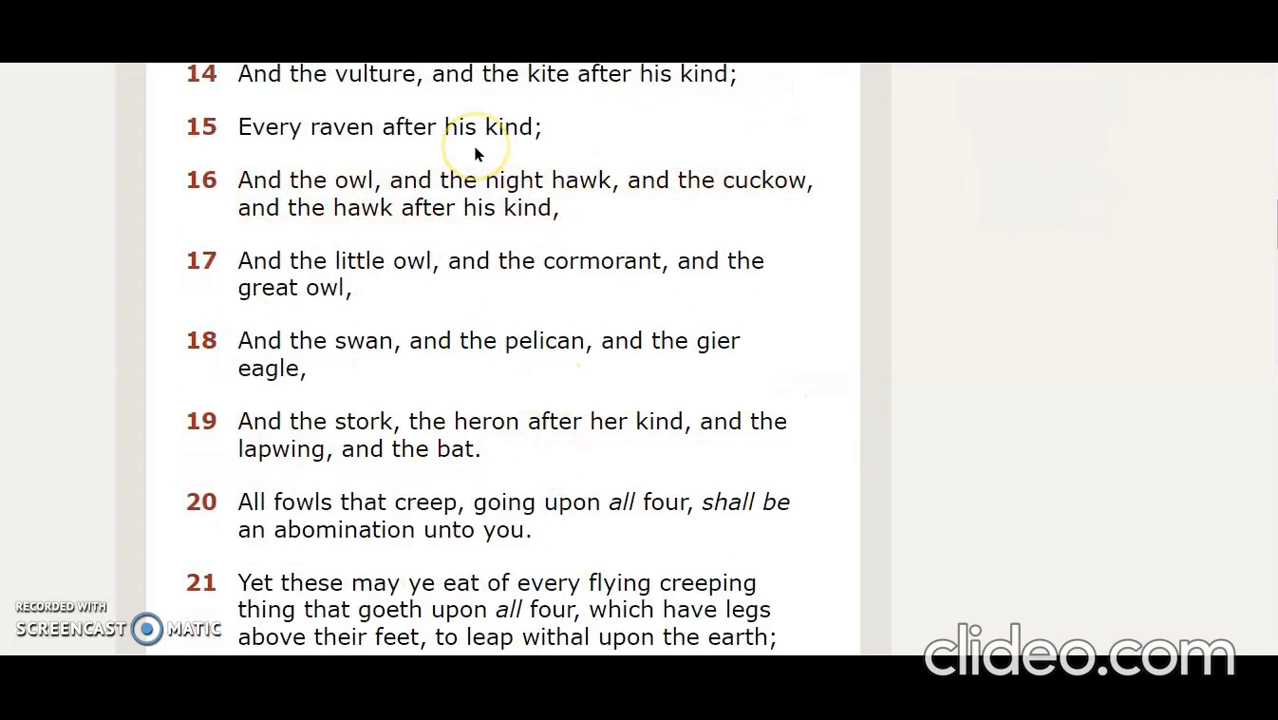 14 And the vulture, and the kite after his kind;
15 Every raven after his kind;
16 And the owl, and the night hawk, and the cuckow,
and the hawk after his kind,
17 And the little owl, and the cormorant, and the
great owl,
18 And the swan, and the pelican, and the gier
eagle,
19 And the stork, the heron after her kind, and the
lapwing, and the bat.
20 All fowls that creep, going upon all four, shall be
an abomination unto you.
21 Yet these may ye eat of every flying creeping
thing that goeth upon all four, which have legs
above their feet, to leap withal upon the earth;
RECORDED WITH
SCREENCAST MATIC
clideo.com